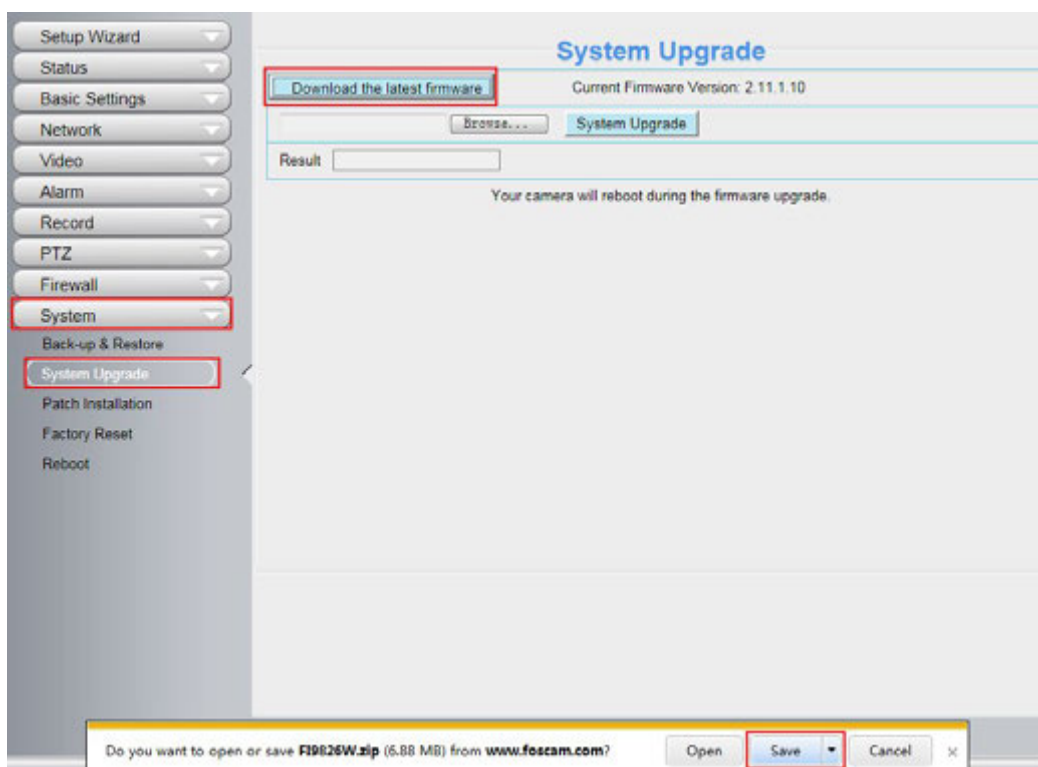 Setup Wizard
Status
Basic Settings
Network
Video
Alarm
Record
PTZ
Firewall
System
Back-up & Restore
System Upgrade
Patch Installation
Factory Reset
Reboot
System Upgrade
Download the latest firmware Current Firmware Version: 2.11.1.10
Browse... System Upgrade
Result
Your camera will reboot during the firmware upgrade.
Do you want to open or save FI9826W.zip (6.88 MB) from www.foscam.com? Open Save Cancel ×